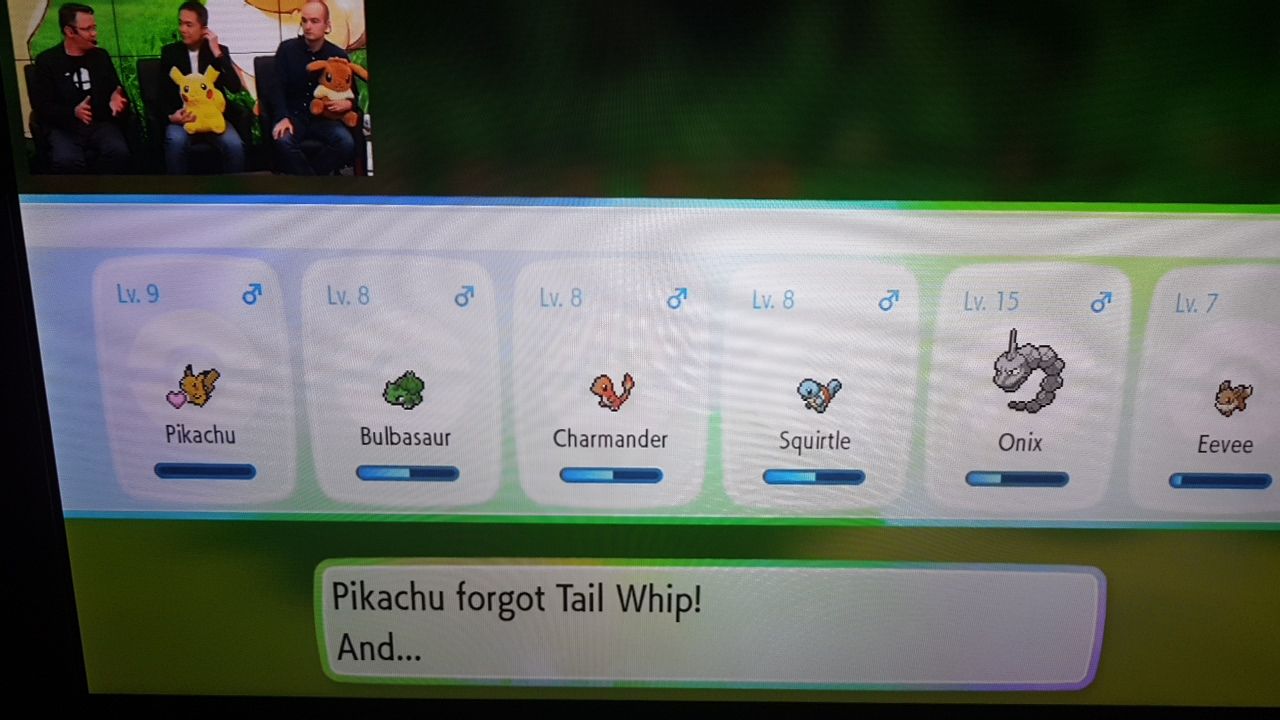 Lv. 9 ♂
Lv. 8 ♂
Lv. 8 ♂
Lv. 8 ♂
Lv. 15 ♂
Lv. 7
Pikachu
Bulbasaur
Charmander
Squirtle
Onix
Eevee
Pikachu forgot Tail Whip!
And...